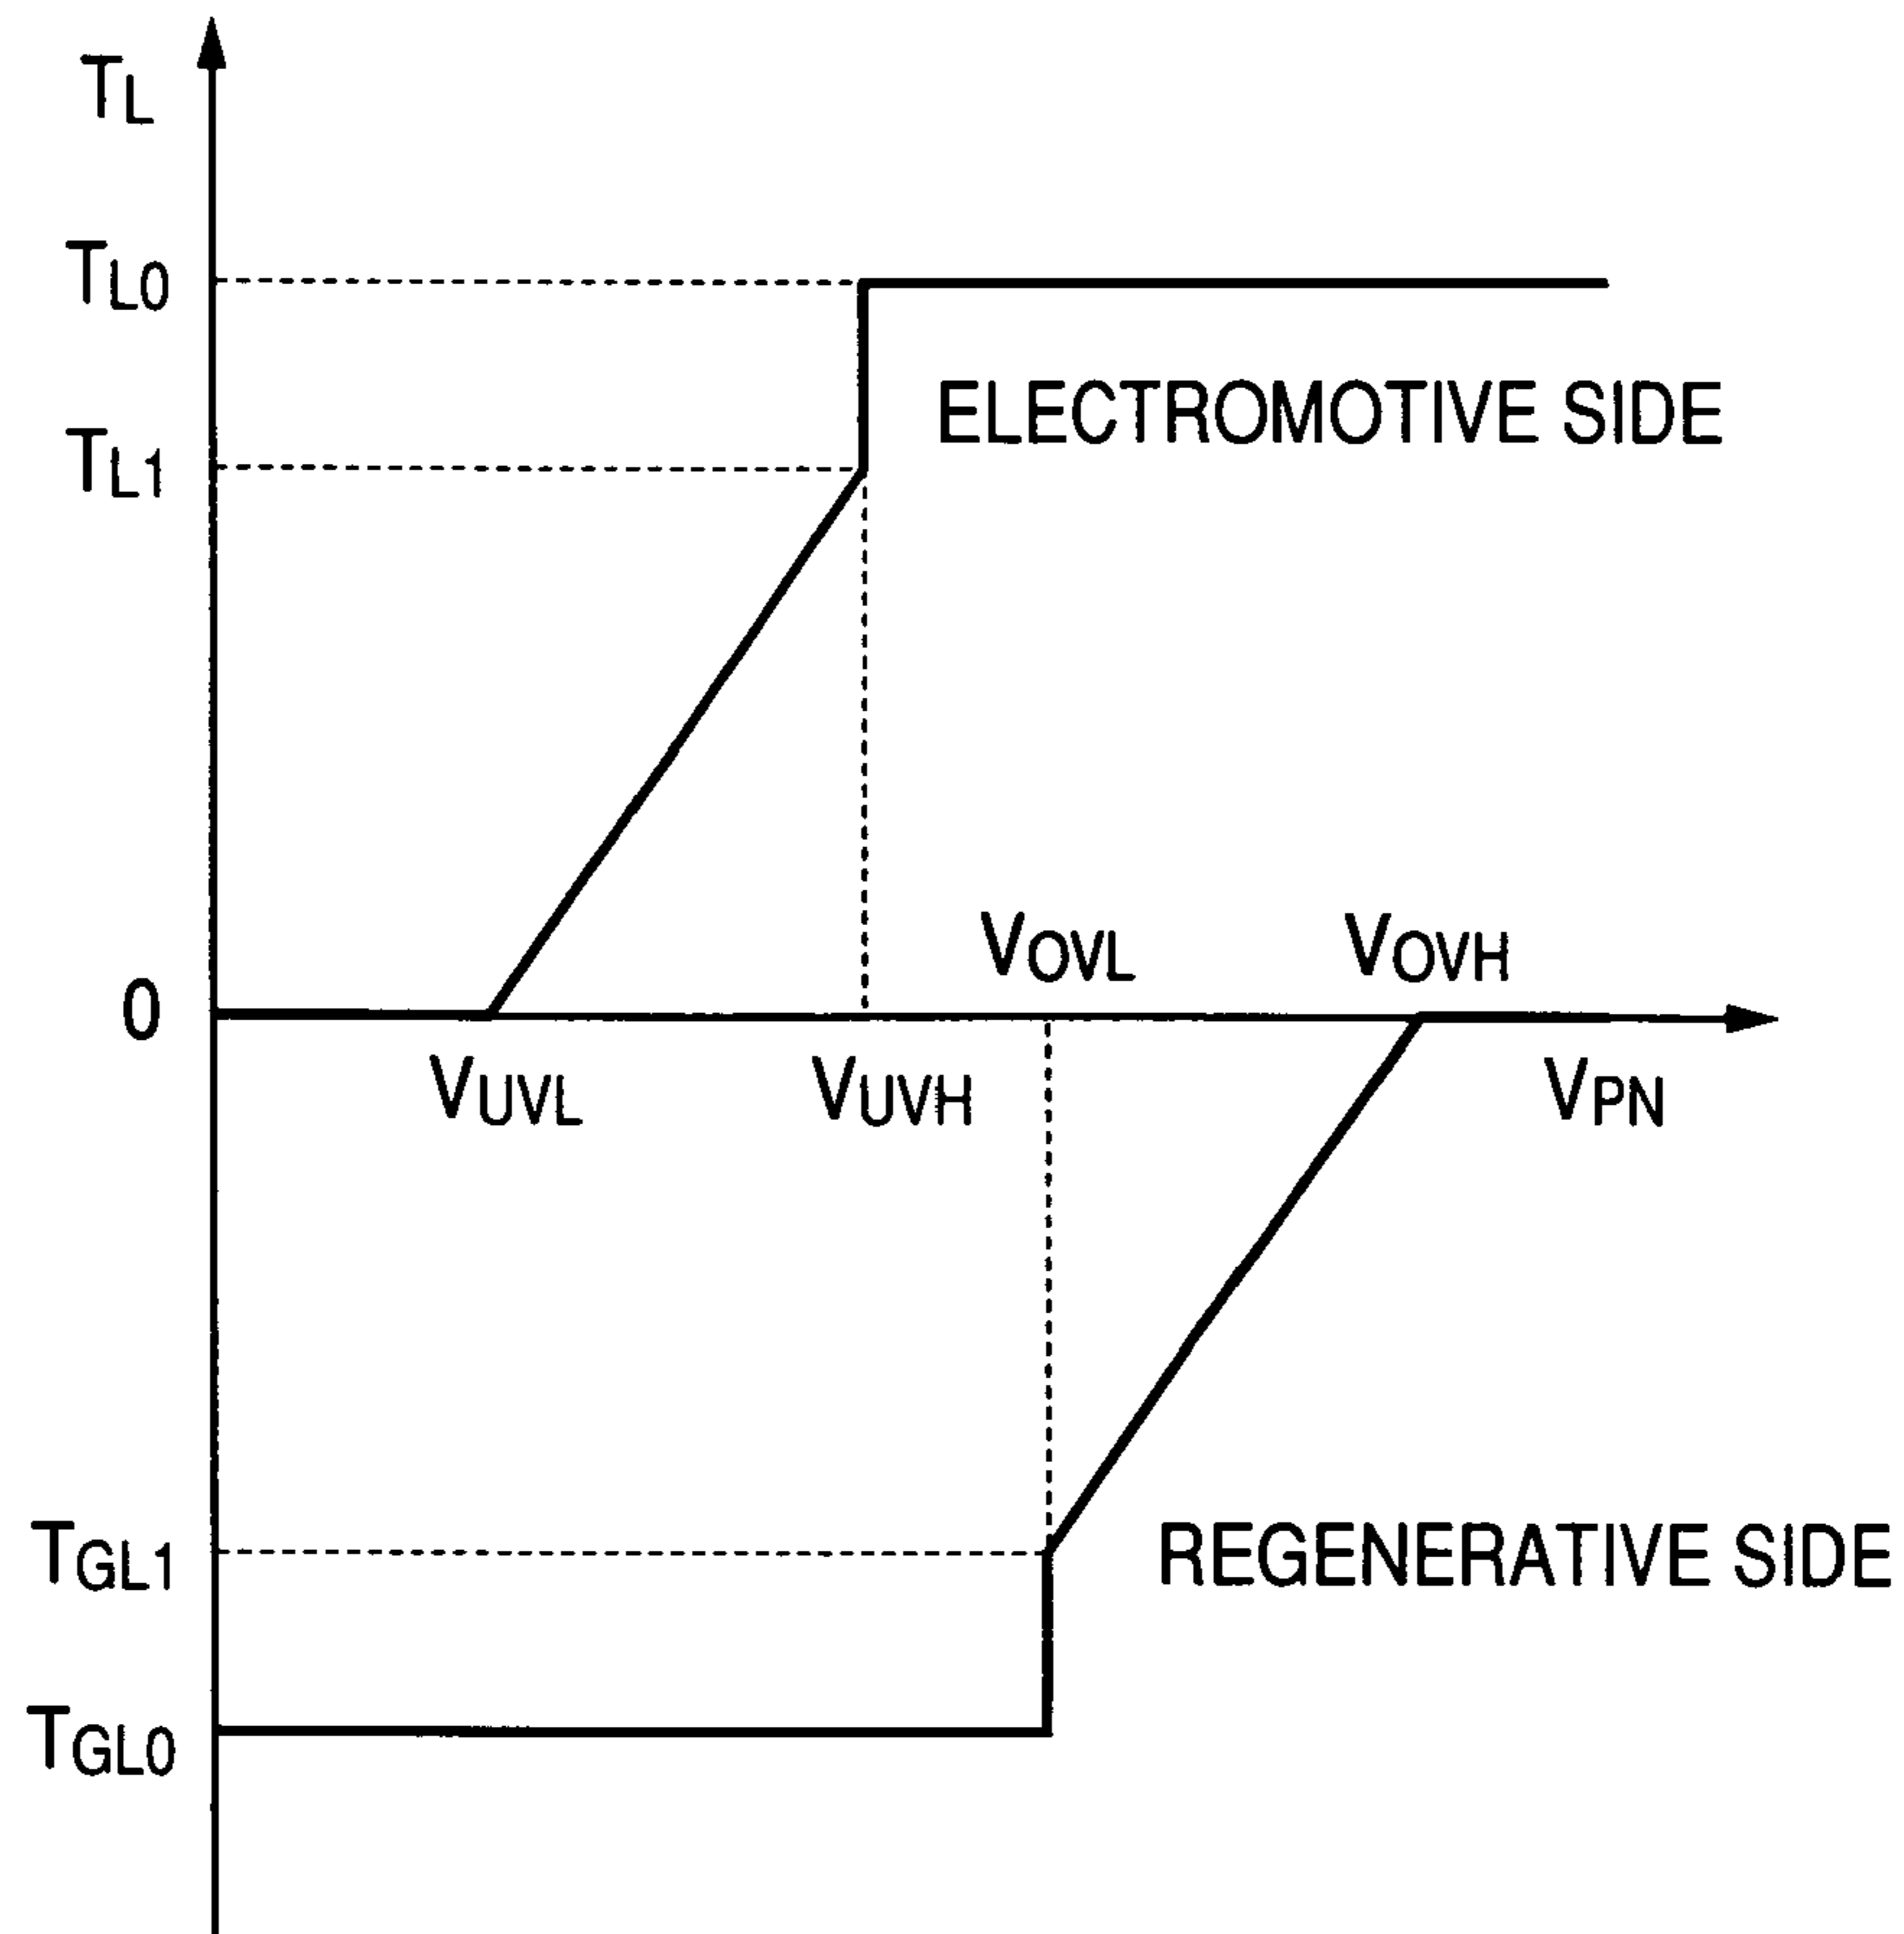 TL
TL0
ELECTROMOTIVE SIDE
TL1
VOVL VOVH
0
VUVL VUVH VPN
TGL1
REGENERATIVE SIDE
TGL0